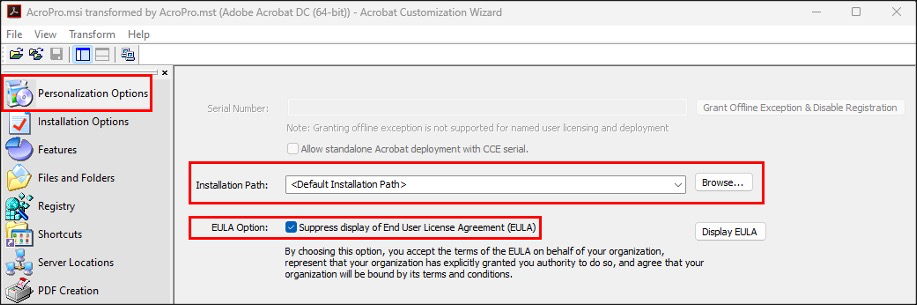 AcroPro.msi transformed by AcroPro.mst (Adobe Acrobat DC (64-bit)) - Acrobat Customization Wizard
File View Transform Help
Personalization Options
Installation Options
Features
Files and Folders
Registry
Shortcuts
Server Locations
PDF Creation
Serial Number:
Grant Offline Exception & Disable Registration
Note: Granting offline exception is not supported for named user licensing and deployment
Allow standalone Acrobat deployment with CCE serial.
Installation Path: <Default Installation Path> Browse...
EULA Option: Suppress display of End User License Agreement (EULA) Display EULA
By choosing this option, you accept the terms of the EULA on behalf of your organization,
represent that your organization has explicitly granted you authority to do so, and agree that your
organization will be bound by its terms and conditions.